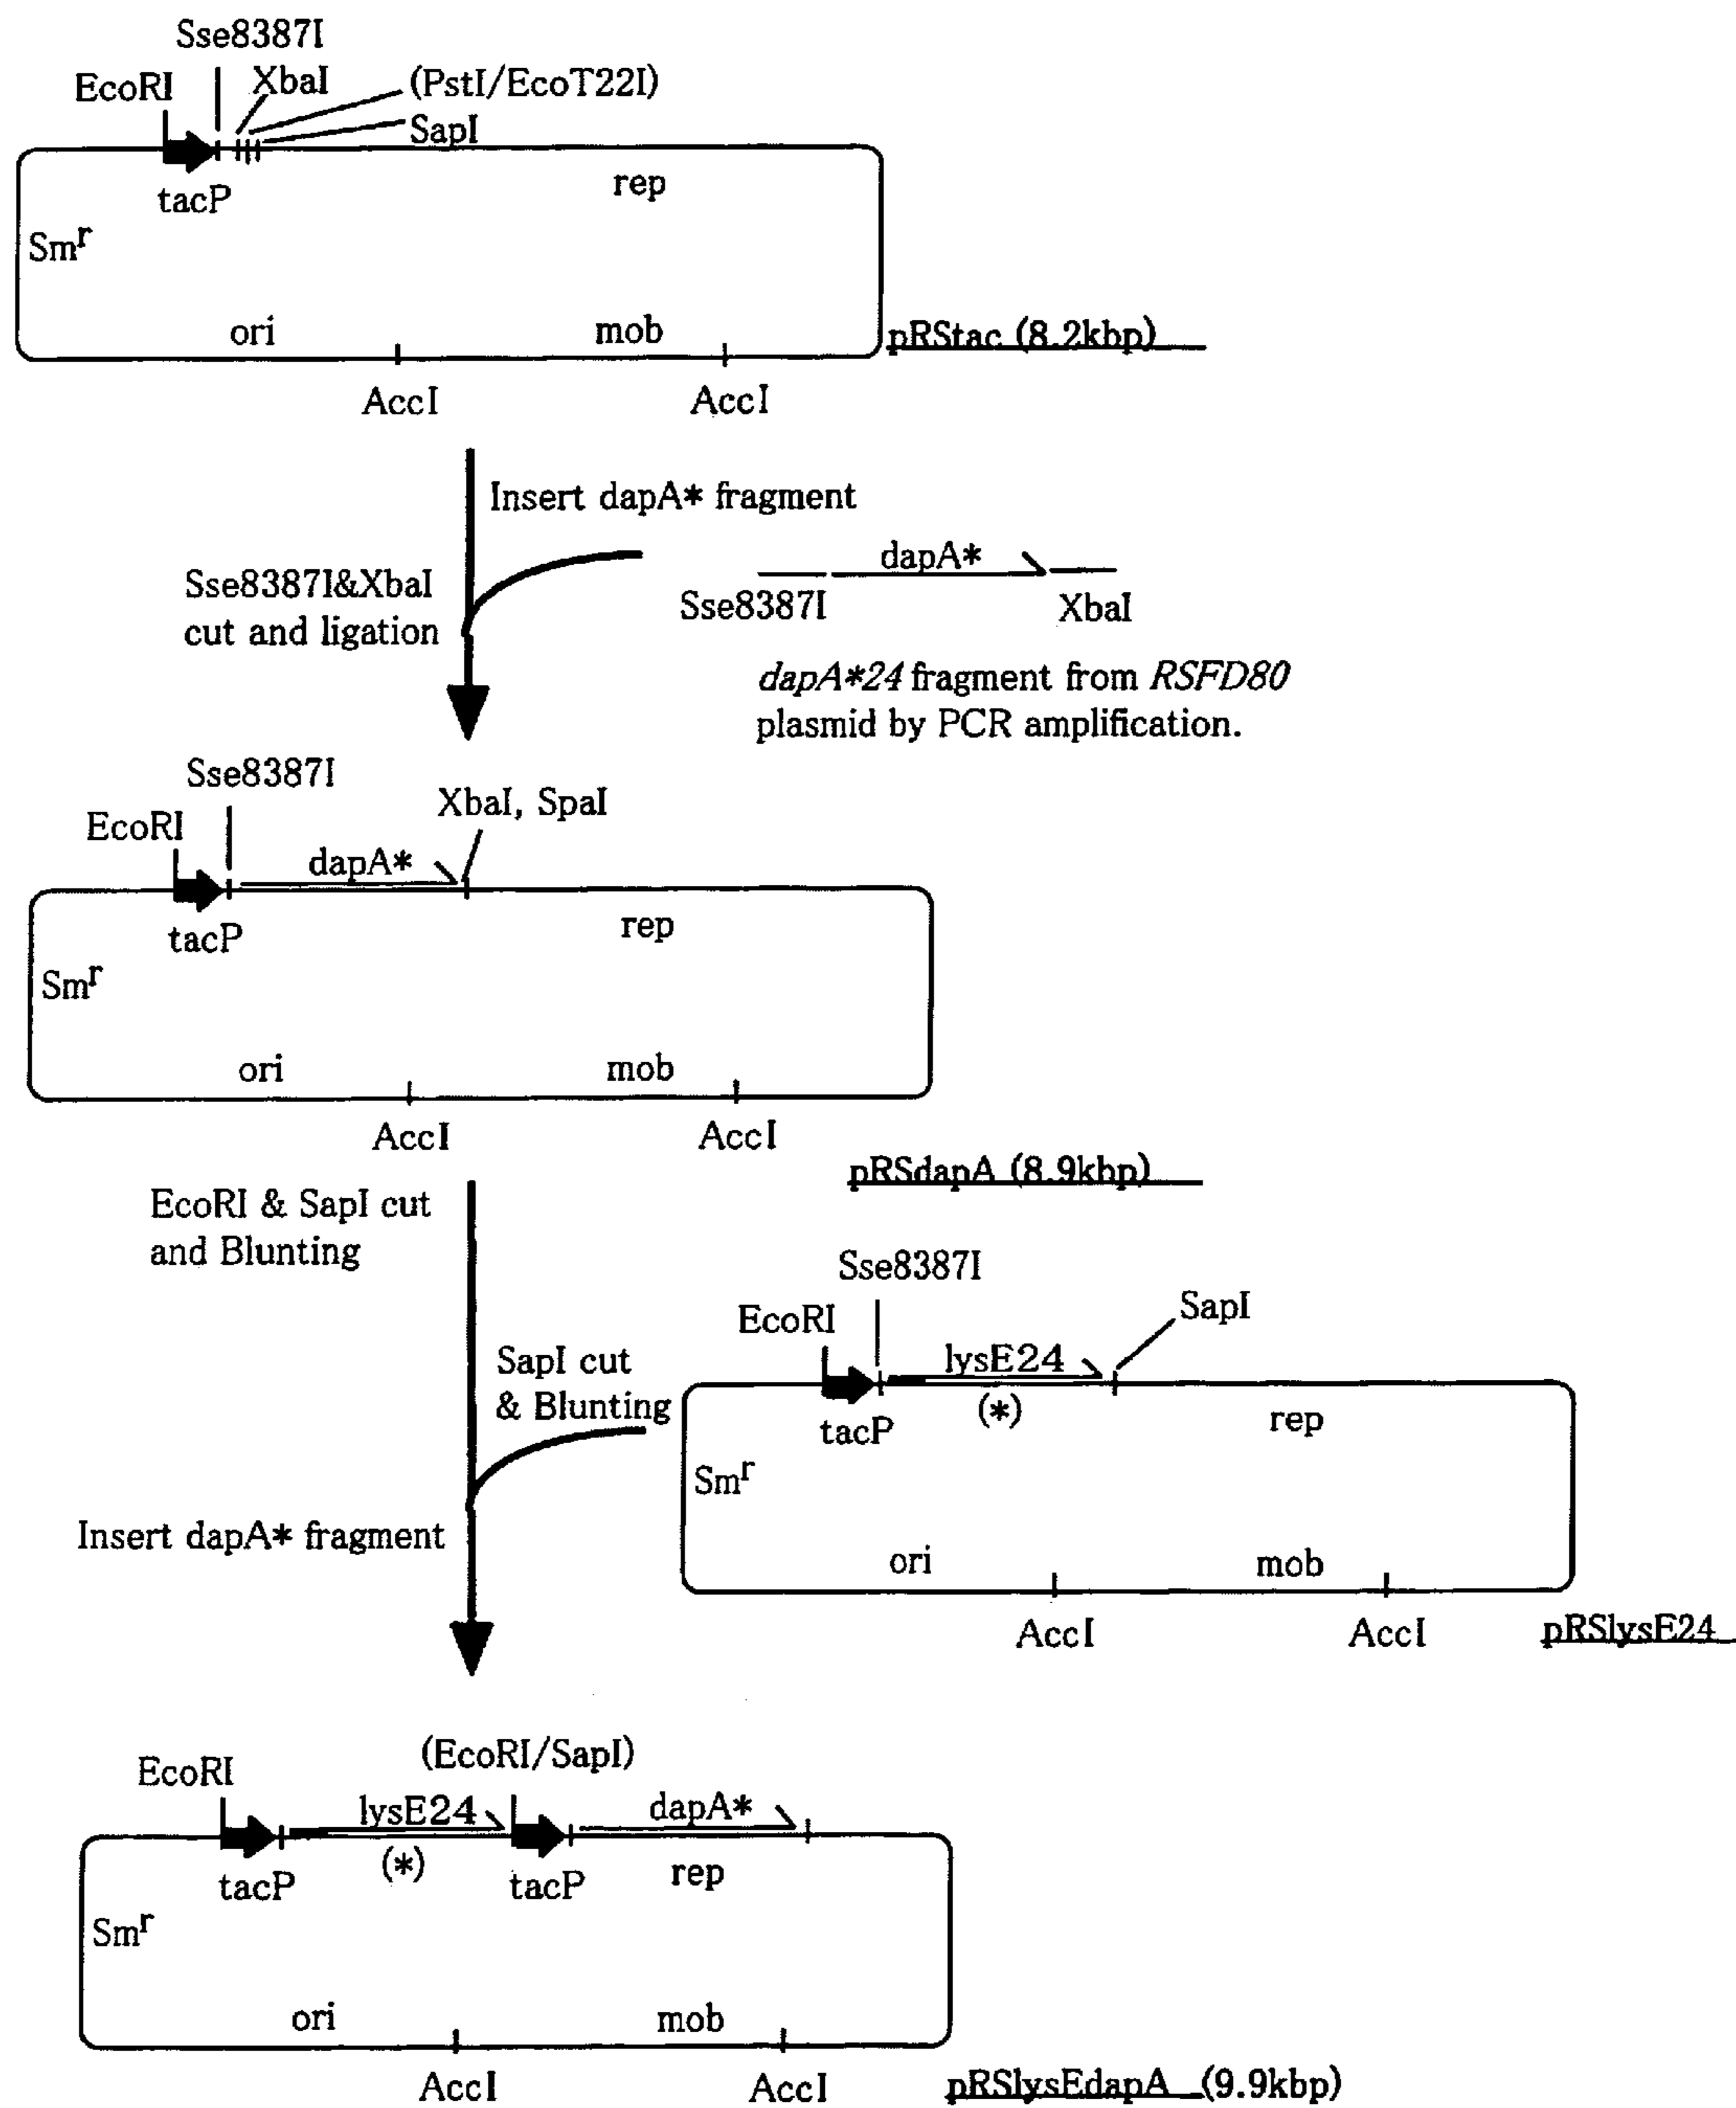 Sse8387I
EcoRI XbaI (PstI/EcoT22I)
SapI
tacP
rep
Smr
ori mob
pRStac (8.2kbp)
AccI AccI
Insert dapA* fragment
Sse8387I&XbaI
cut and ligation
dapA*
Sse8387I
XbaI
dapA*24 fragment from RSFD80
plasmid by PCR amplification.
Sse8387I
XbaI, SpaI
EcoRI
dapA*
tacP
rep
Smr
ori mob
AccI AccI
pRSdapA (8.9kbp)
EcoRI & SapI cut
and Blunting
Sse8387I
EcoRI
SapI
SapI cut
& Blunting
lysE24
(*)
tacP
rep
Smr
Insert dapA* fragment
ori mob
AccI AccI
pRSlysE24
(EcoRI/SapI)
EcoRI
lysE24 dapA*
(*)
tacP tacP rep
Smr
ori mob
AccI AccI
pRSlysEdapA (9.9kbp)